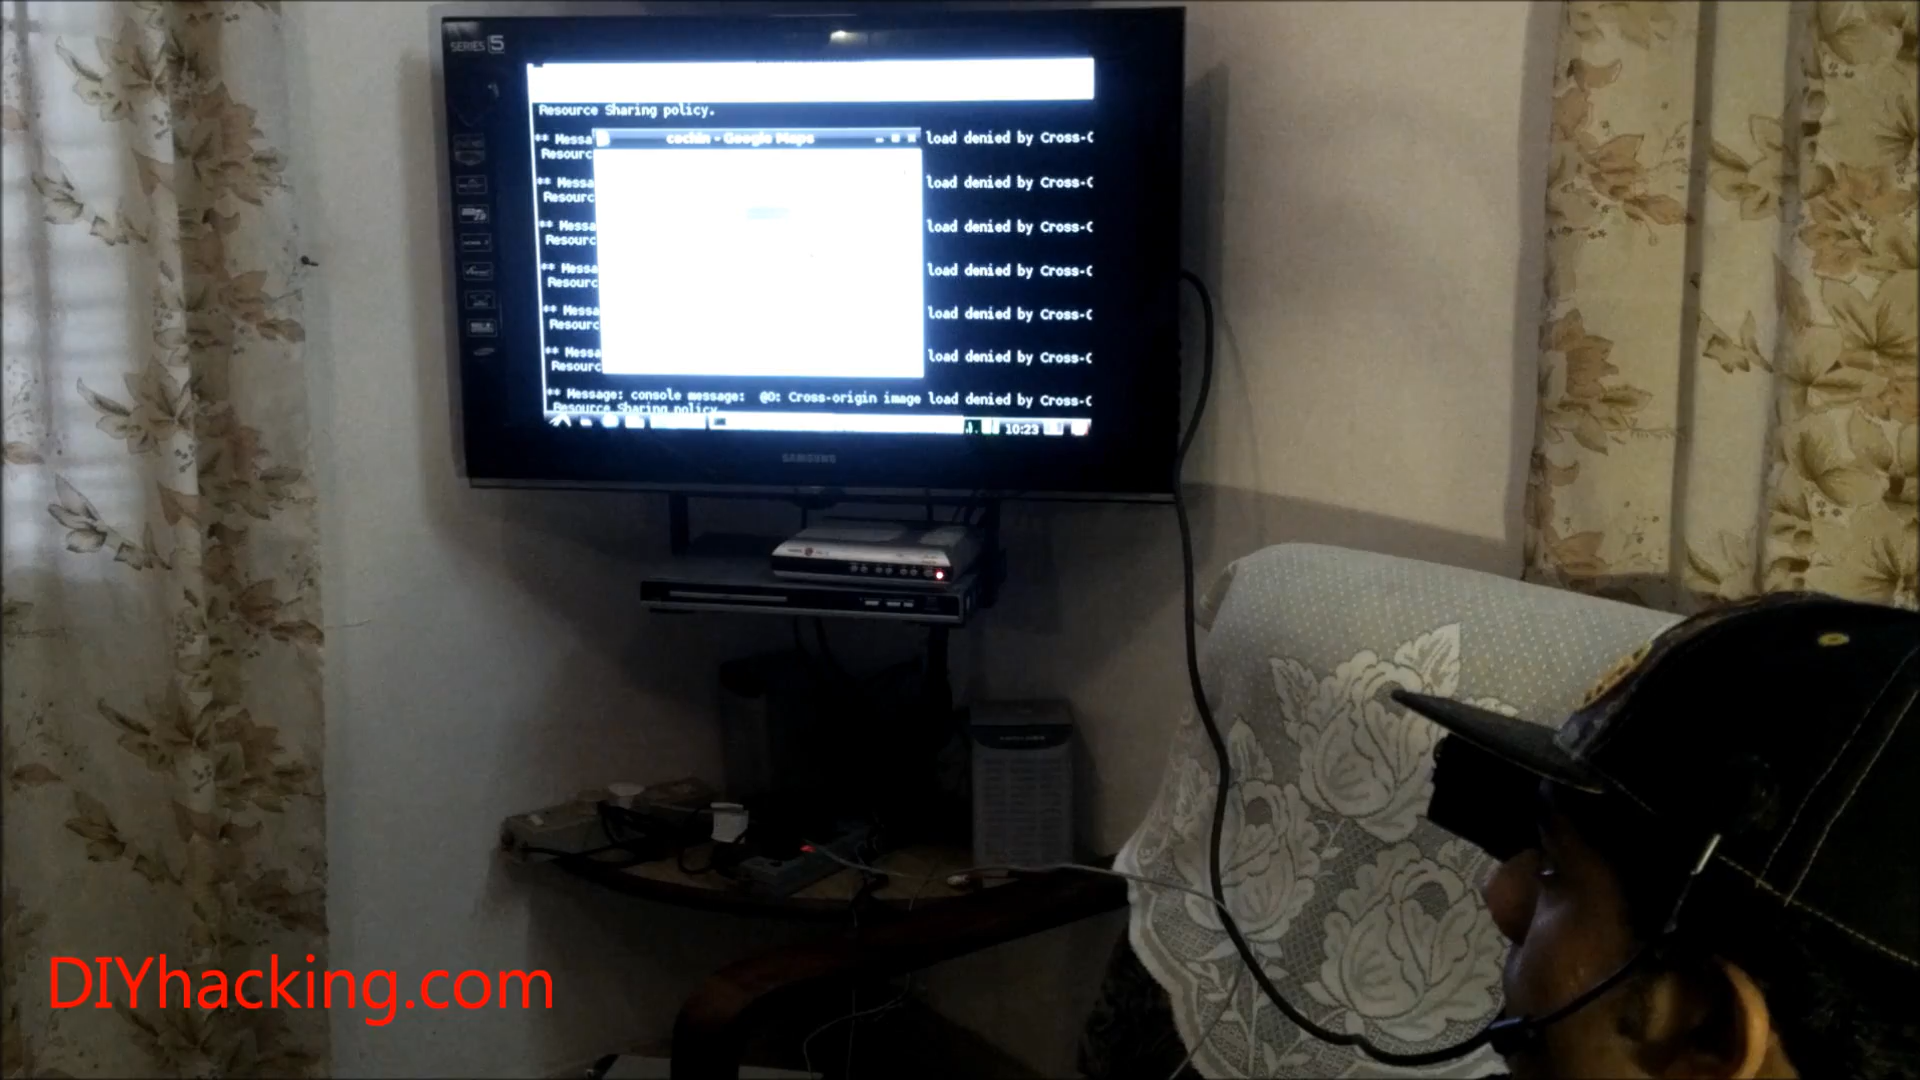 SERIES 5
Resource Sharing policy.
cochin - Google Maps
** Messa load denied by Cross-C
Resourc
** Messa load denied by Cross-C
Resourc
** Messa load denied by Cross-C
Resourc
** Messa load denied by Cross-C
Resourc
** Messa load denied by Cross-C
Resourc
** Messa load denied by Cross-C
Resourc
** Message: console message: @0: Cross-origin image load denied by Cross-C
Resource Sharing policy
10:23
SAMSUNG
DIYhacking.com